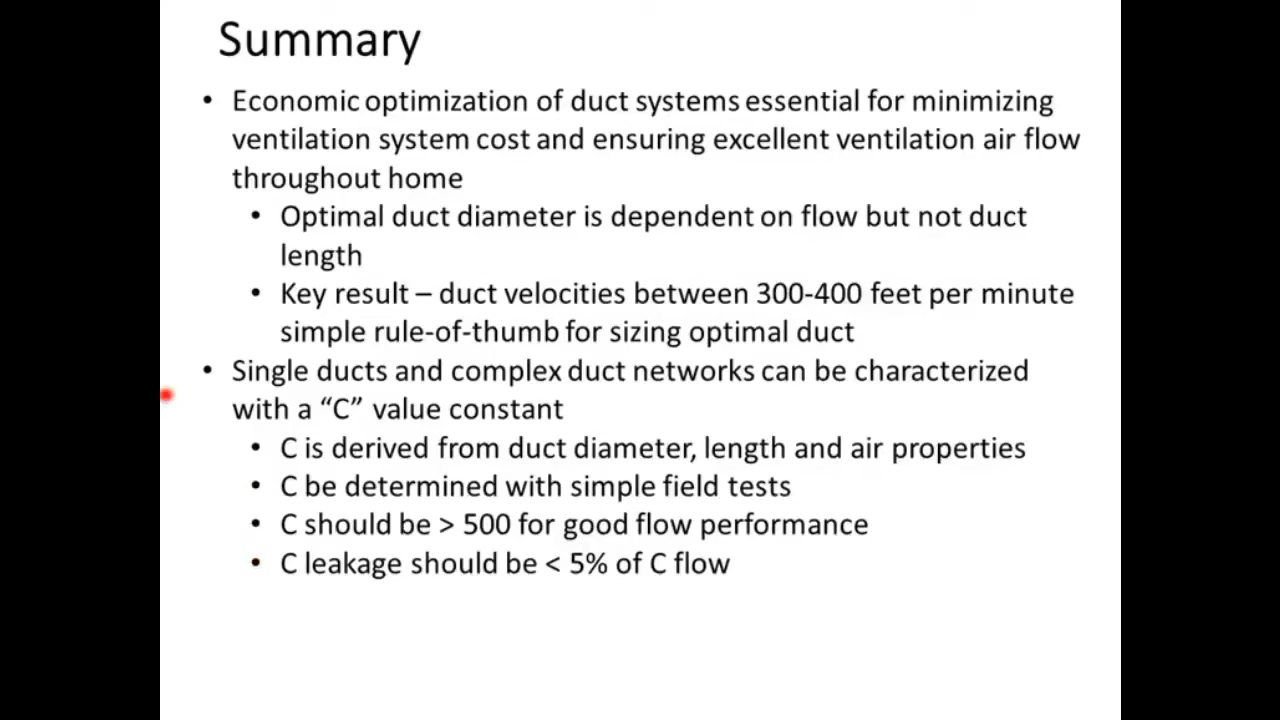 Summary
• Economic optimization of duct systems essential for minimizing
ventilation system cost and ensuring excellent ventilation air flow
throughout home
• Optimal duct diameter is dependent on flow but not duct
length
• Key result – duct velocities between 300-400 feet per minute
simple rule-of-thumb for sizing optimal duct
• Single ducts and complex duct networks can be characterized
with a “C” value constant
• C is derived from duct diameter, length and air properties
• C be determined with simple field tests
• C should be > 500 for good flow performance
• C leakage should be < 5% of C flow